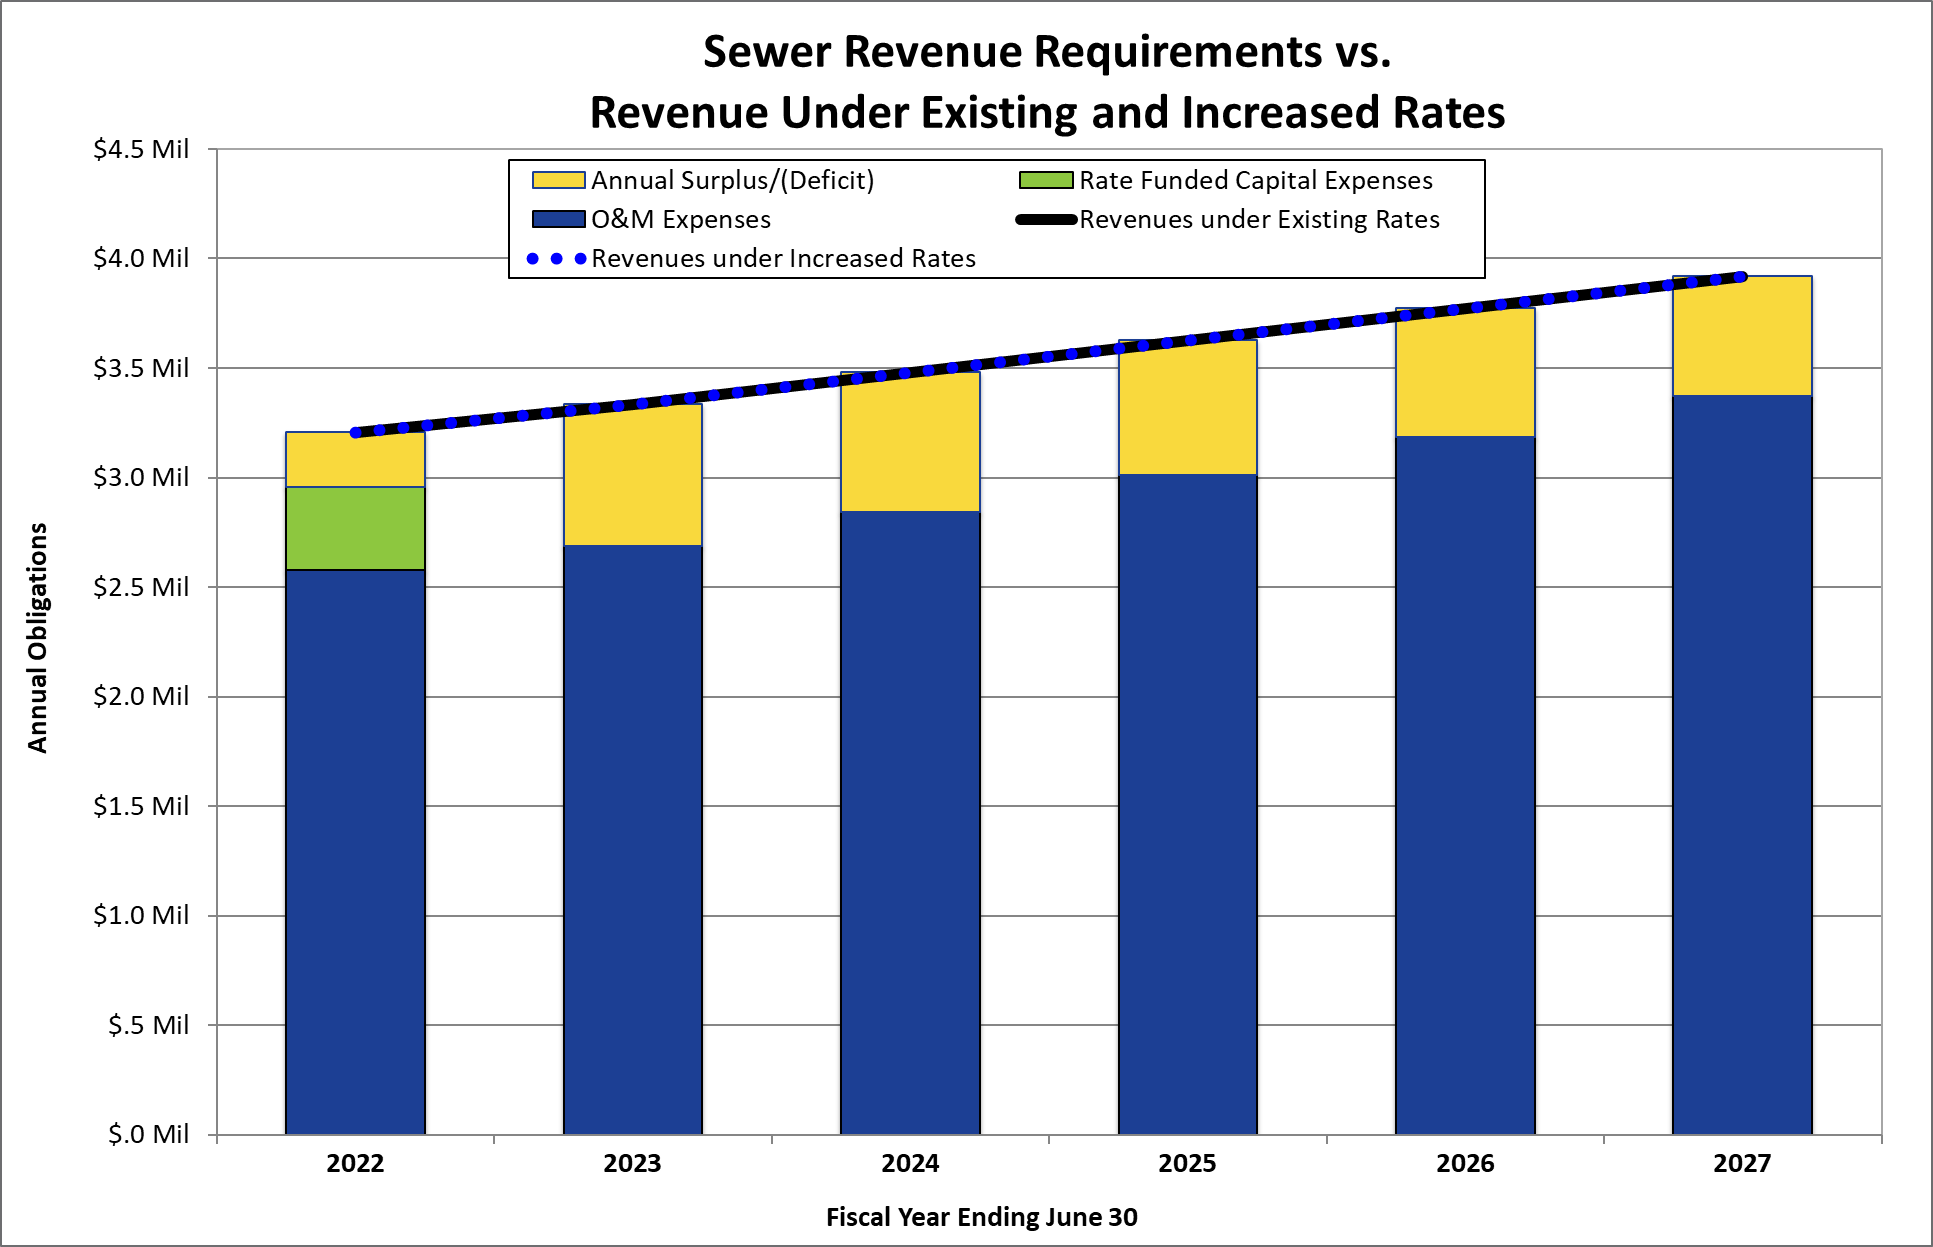 Sewer Revenue Requirements vs.
Revenue Under Existing and Increased Rates
$4.5 Mil
$4.0 Mil
$3.5 Mil
$3.0 Mil
$2.5 Mil
$2.0 Mil
$1.5 Mil
$1.0 Mil
$.5 Mil
$.0 Mil
Annual Obligations
Annual Surplus/(Deficit)
Rate Funded Capital Expenses
O&M Expenses
Revenues under Existing Rates
Revenues under Increased Rates
2022
2023
2024
2025
2026
2027
Fiscal Year Ending June 30